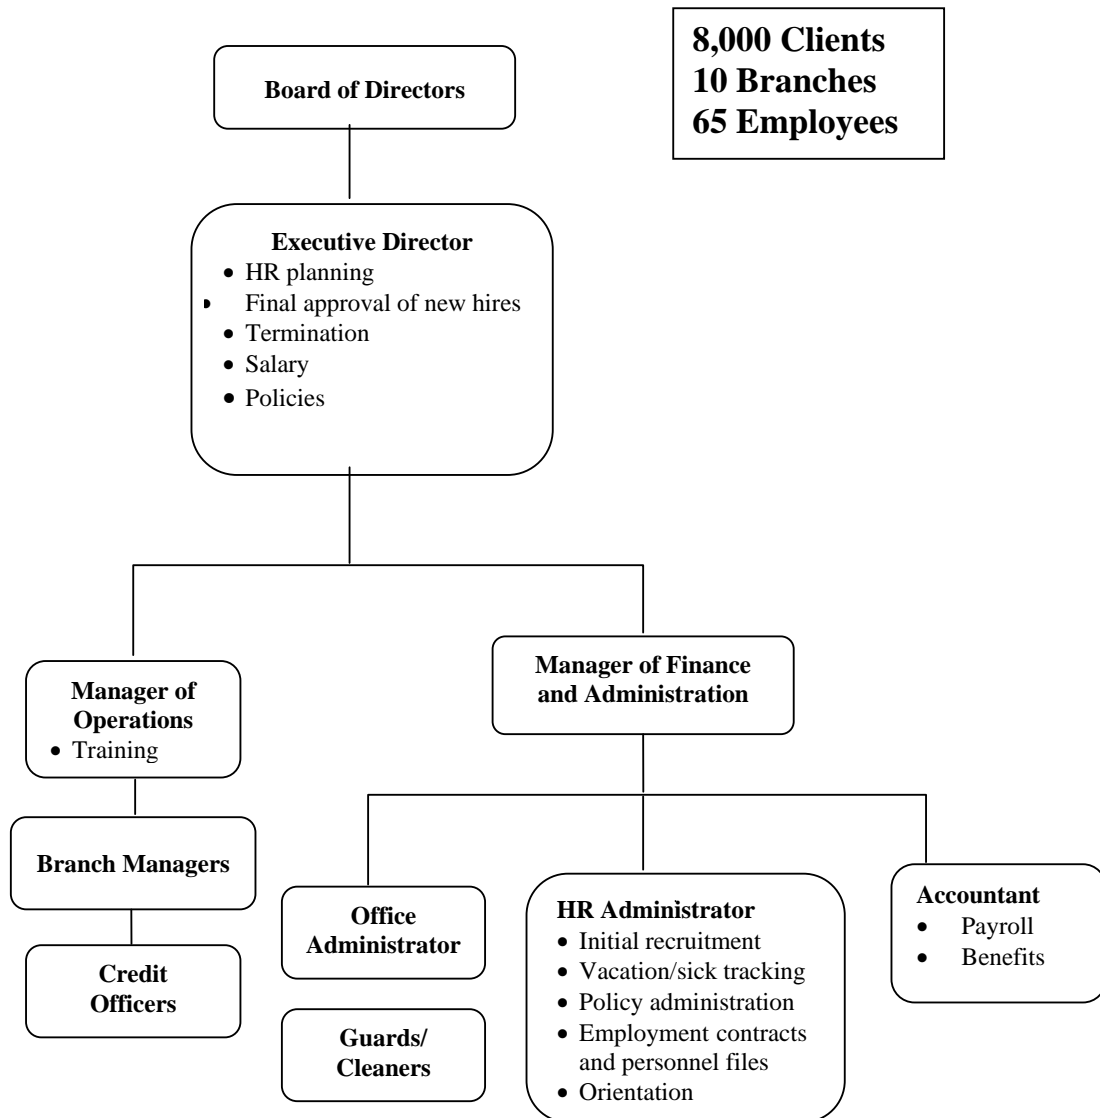 8,000 Clients
10 Branches
65 Employees
Board of Directors
Executive Director
• HR planning
• Final approval of new hires
• Termination
• Salary
• Policies
Manager of Finance
and Administration
Manager of
Operations
• Training
Branch Managers
Credit
Officers
Office
Administrator
Guards/
Cleaners
HR Administrator
• Initial recruitment
• Vacation/sick tracking
• Policy administration
• Employment contracts
and personnel files
• Orientation
Accountant
• Payroll
• Benefits